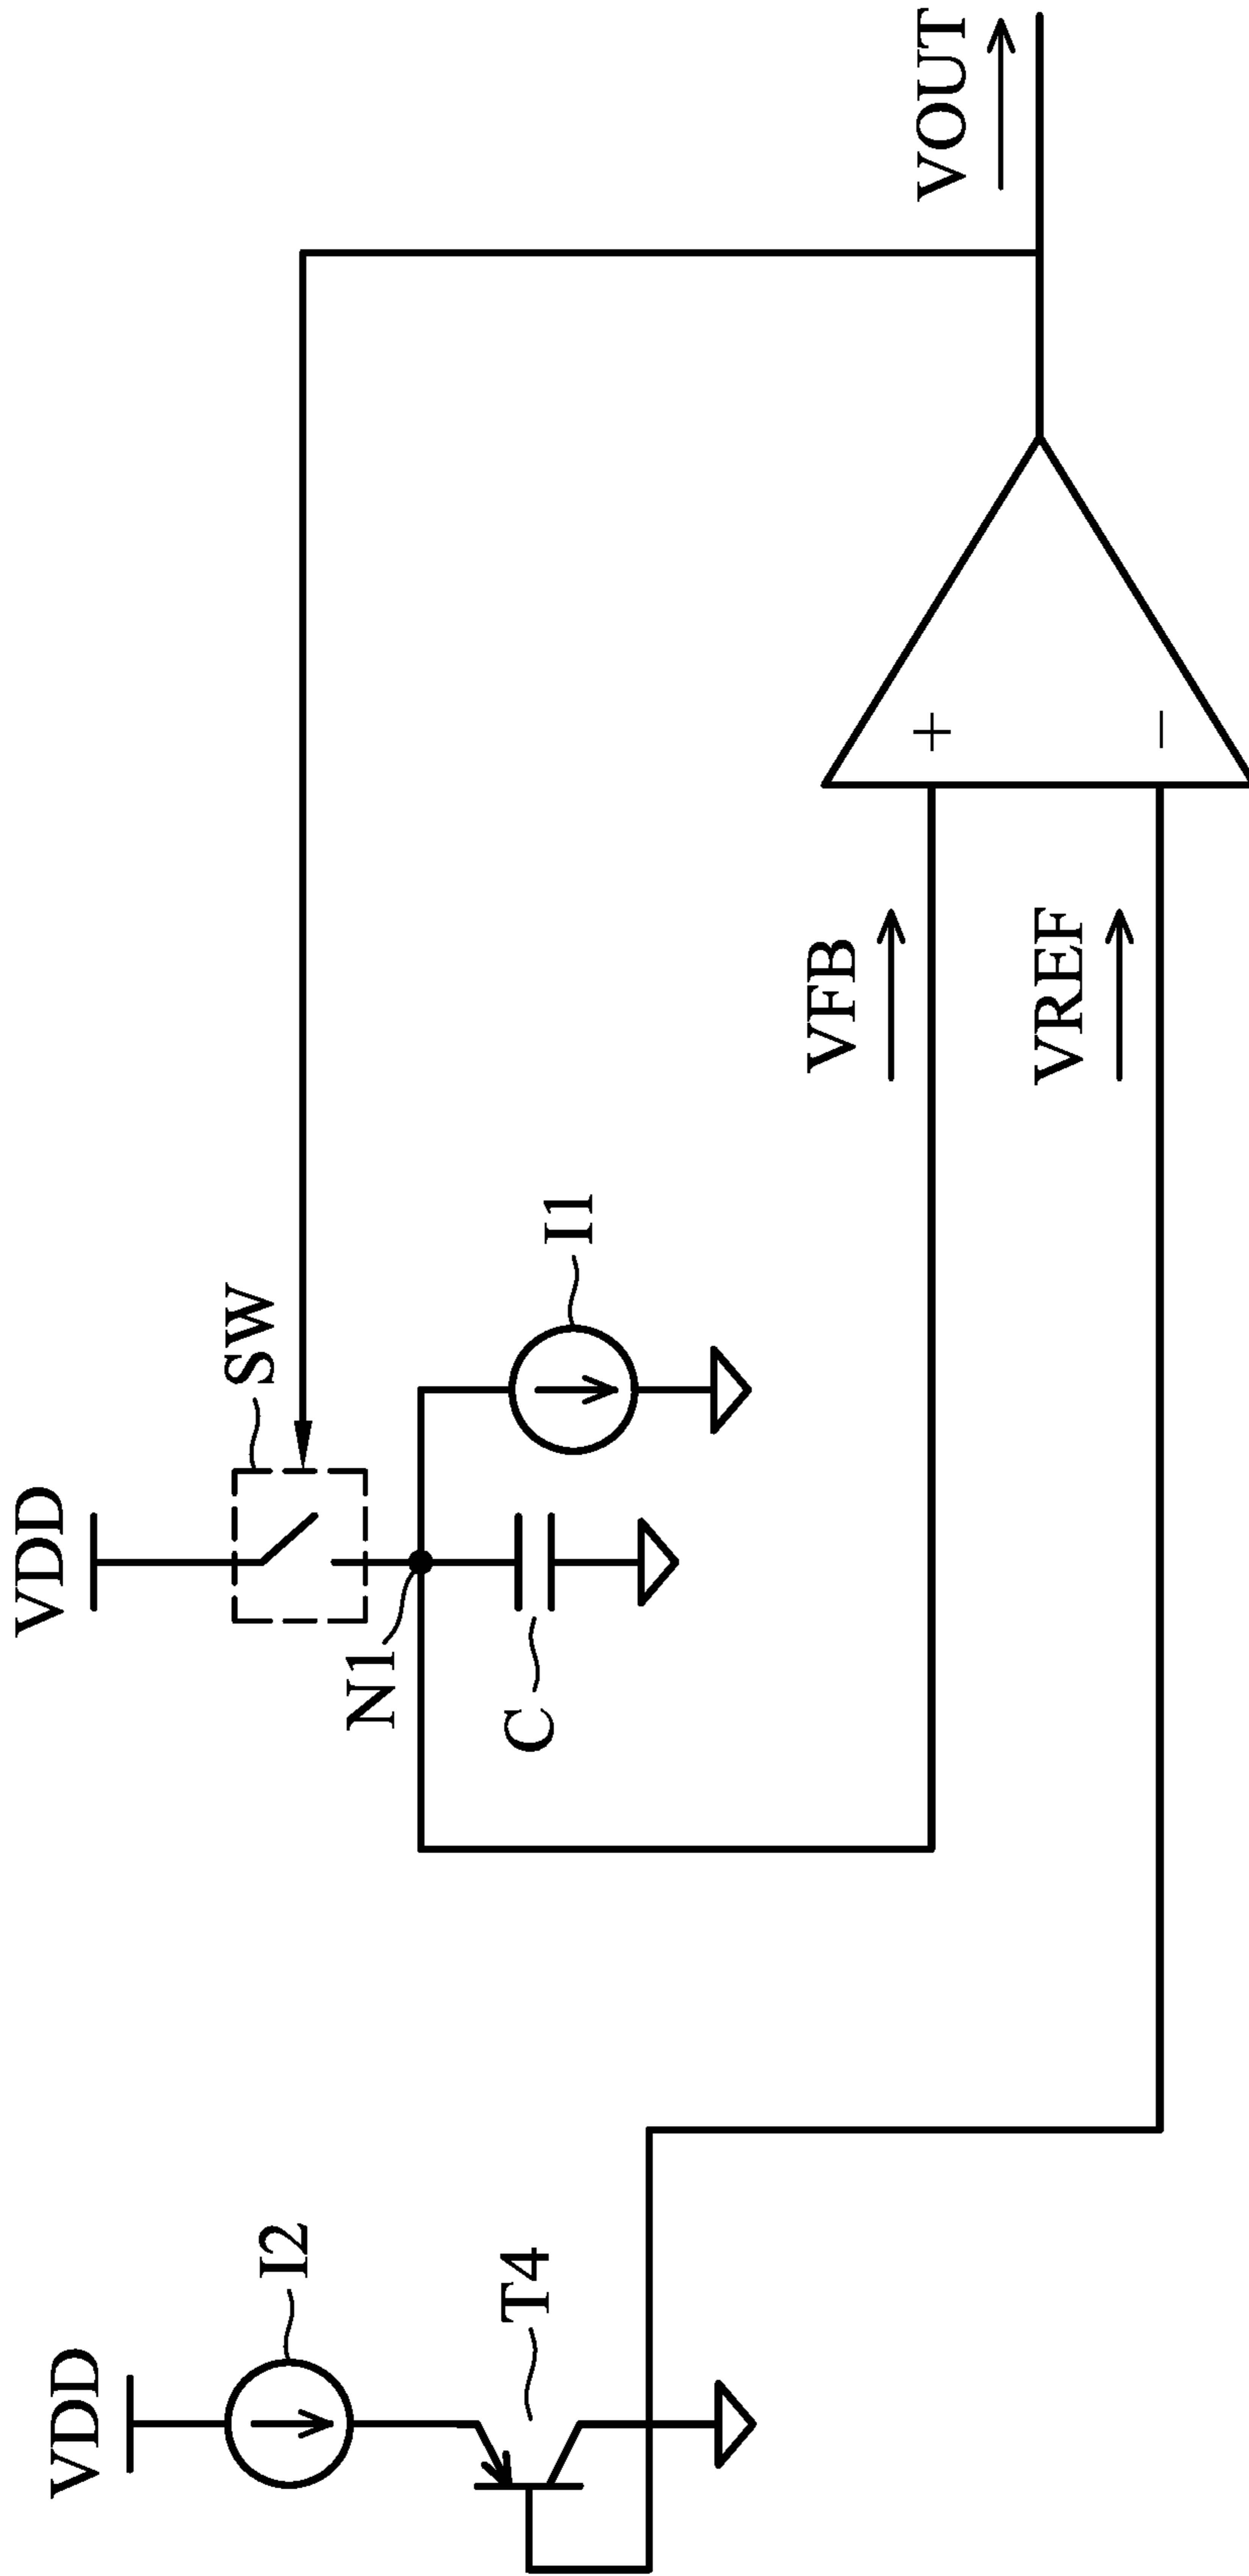 VDD
I2
T4
VDD
SW
N1
C
I1
VFB
VREF
+
−
VOUT